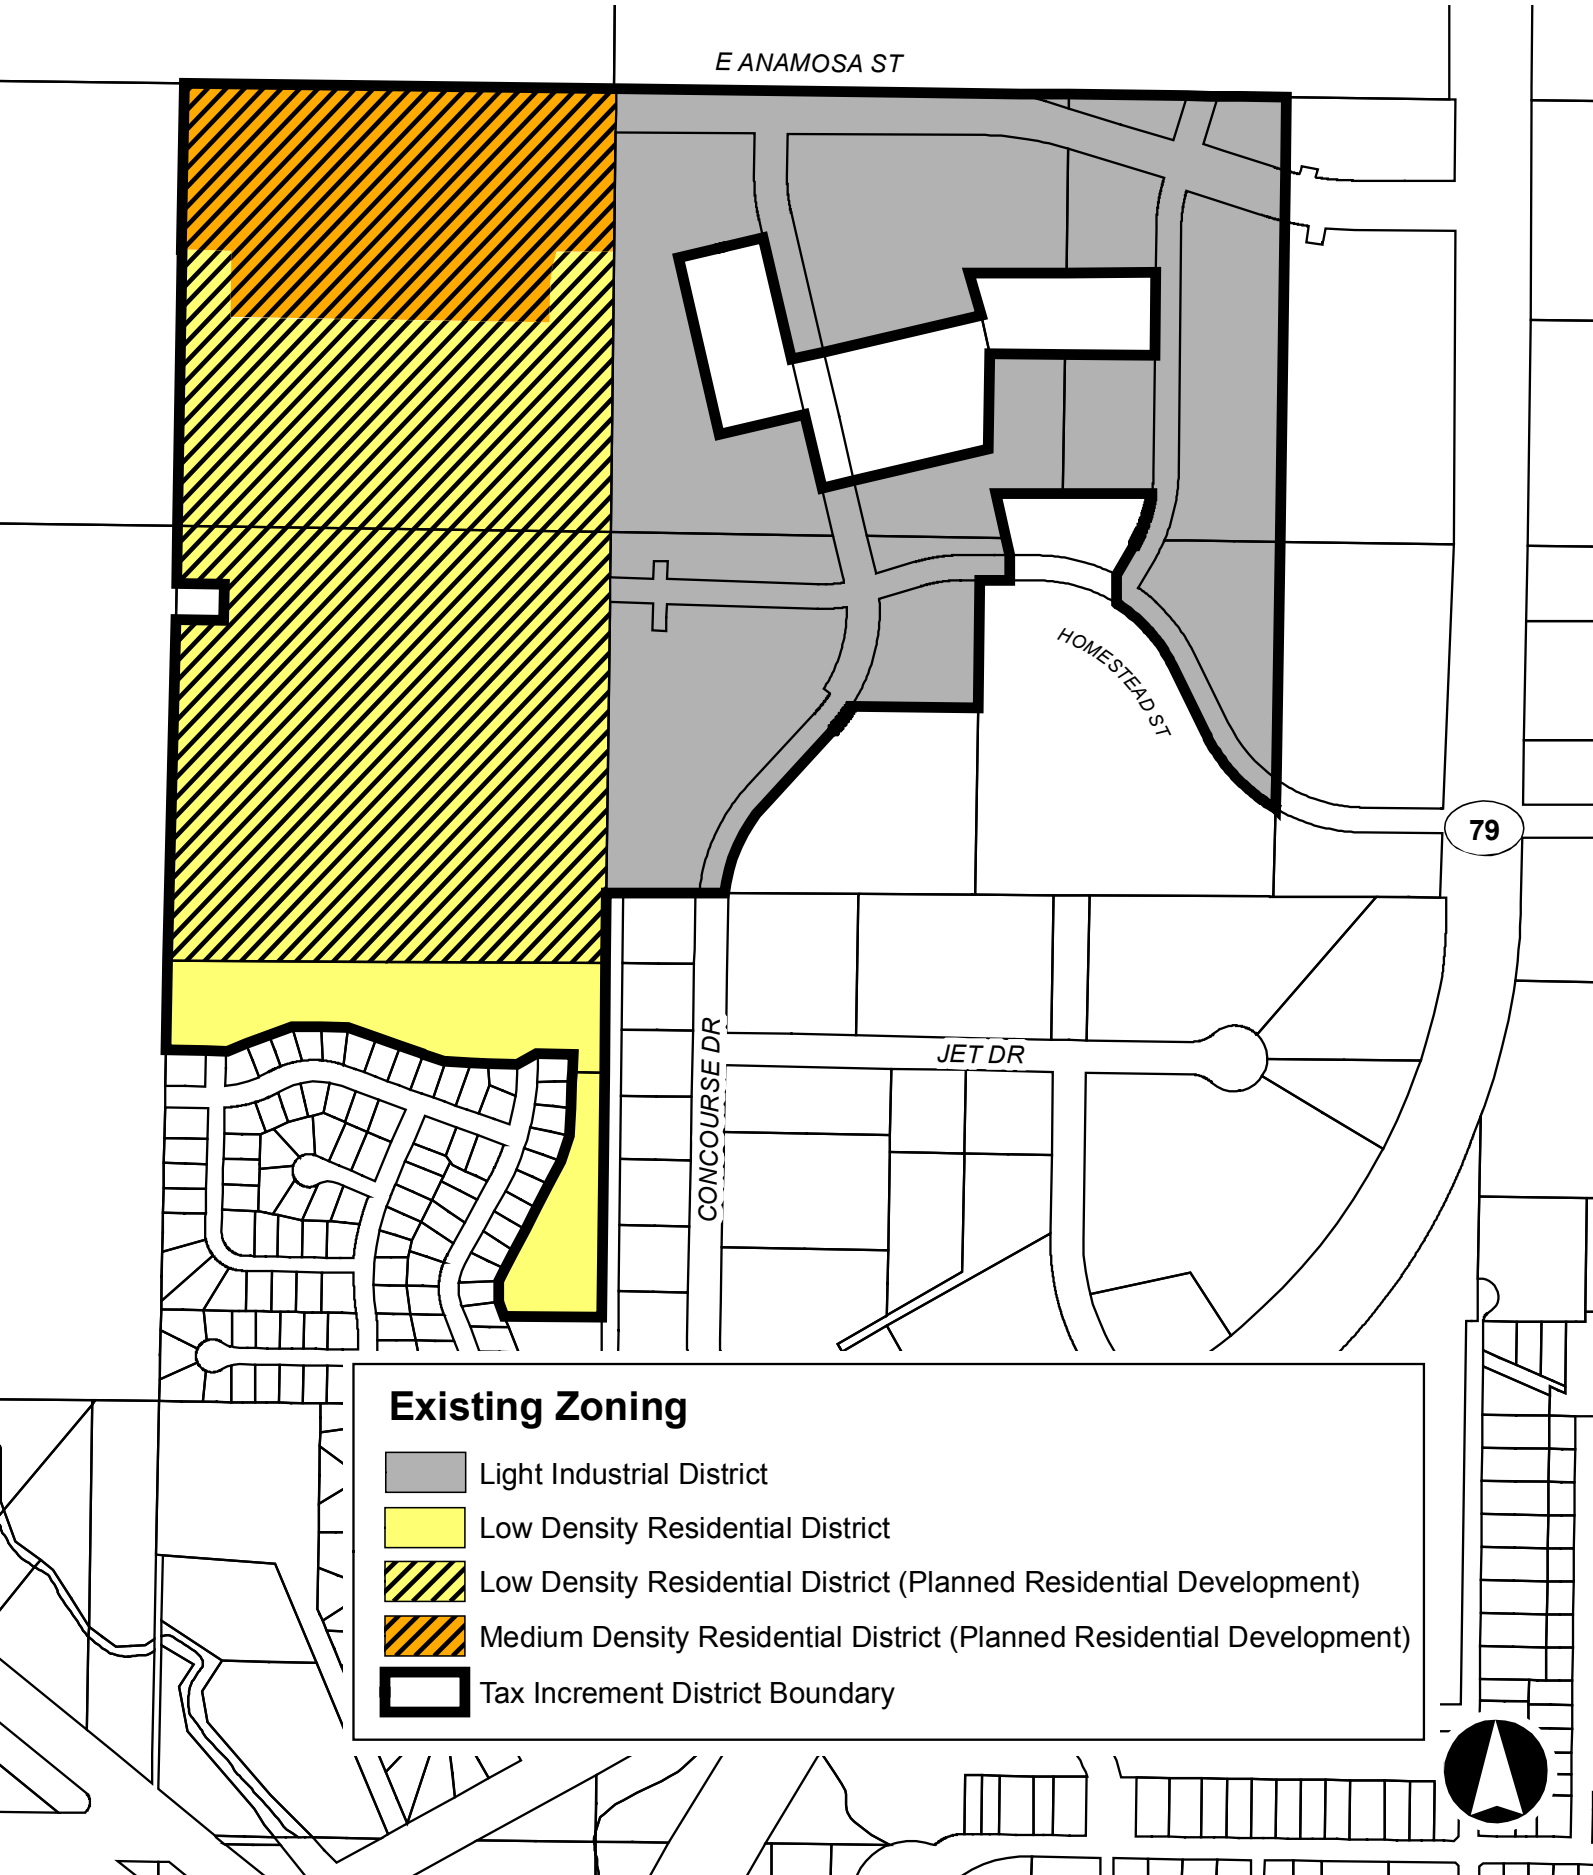 E ANAMOSA ST
HOMESTEAD ST
79
CONCOURSE DR
JET DR
Existing Zoning
Light Industrial District
Low Density Residential District
Low Density Residential District (Planned Residential Development)
Medium Density Residential District (Planned Residential Development)
Tax Increment District Boundary